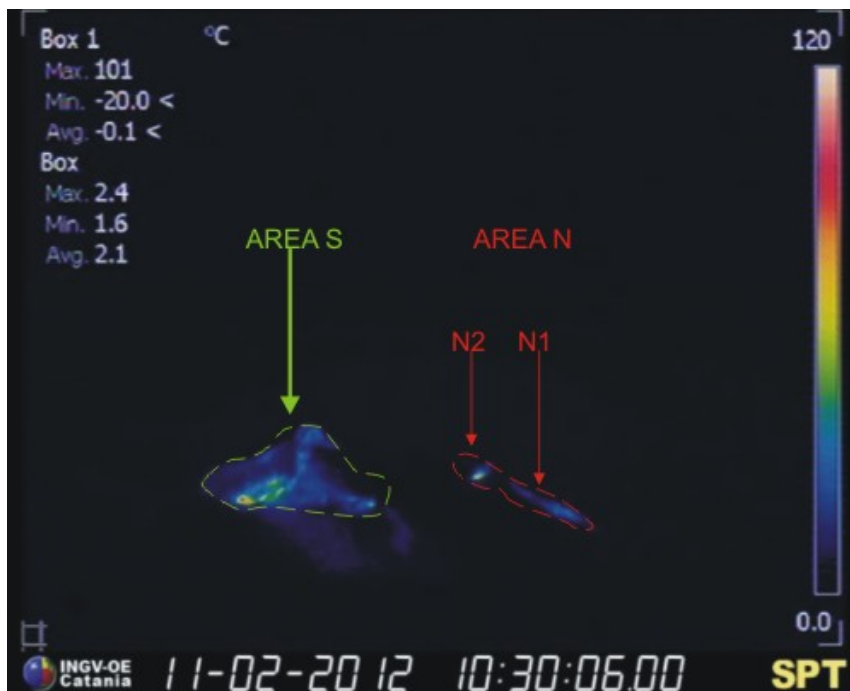 Box 1 °C 120
Max. 101
Min. -20.0 <
Avg. -0.1 <
Box
Max. 2.4
Min. 1.6
Avg. 2.1
AREA S AREA N
N2 N1
0.0
INGV-OE
Catania
11-02-2012 10:30:06.00 SPT